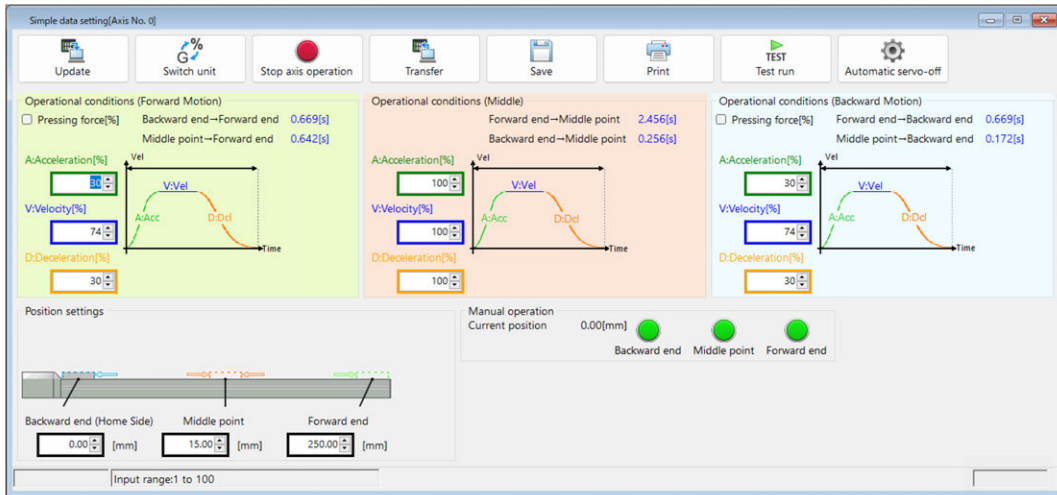 Simple data setting[Axis No. 0]
Update
% G
Switch unit
Stop axis operation
Transfer
Save
Print
TEST
Test run
Automatic servo-off
Operational conditions (Forward Motion)
Pressing force[%]
Backward end→Forward end 0.669[s]
Middle point→Forward end 0.642[s]
A:Acceleration[%]
30
V:Velocity[%]
74
D:Deceleration[%]
30
Vel
V:Vel
A:Acc
D:Dcl
Time
Operational conditions (Middle)
Forward end→Middle point 2.456[s]
Backward end→Middle point 0.256[s]
A:Acceleration[%]
100
V:Velocity[%]
100
D:Deceleration[%]
100
Vel
V:Vel
A:Acc
D:Dcl
Time
Operational conditions (Backward Motion)
Pressing force[%]
Forward end→Backward end 0.669[s]
Middle point→Backward end 0.172[s]
A:Acceleration[%]
30
V:Velocity[%]
74
D:Deceleration[%]
30
Vel
V:Vel
A:Acc
D:Dcl
Time
Position settings
Backward end (Home Side)
0.00 [mm]
Middle point
15.00 [mm]
Forward end
250.00 [mm]
Manual operation
Current position 0.00[mm]
Backward end
Middle point
Forward end
Input range:1 to 100